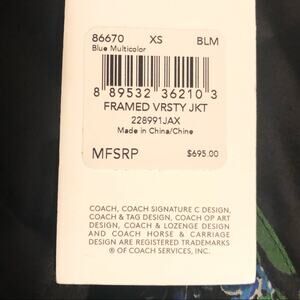 86670 XS BLM
Blue Multicolor
8 89532 36210 3
FRAMED VRSTY JKT
228991JAX
Made in China/Chine
MFSRP $695.00
COACH, COACH SIGNATURE C DESIGN,
COACH & TAG DESIGN, COACH OP ART
DESIGN, COACH & LOZENGE DESIGN
AND COACH HORSE & CARRIAGE
DESIGN ARE REGISTERED TRADEMARKS
® OF COACH SERVICES, INC.